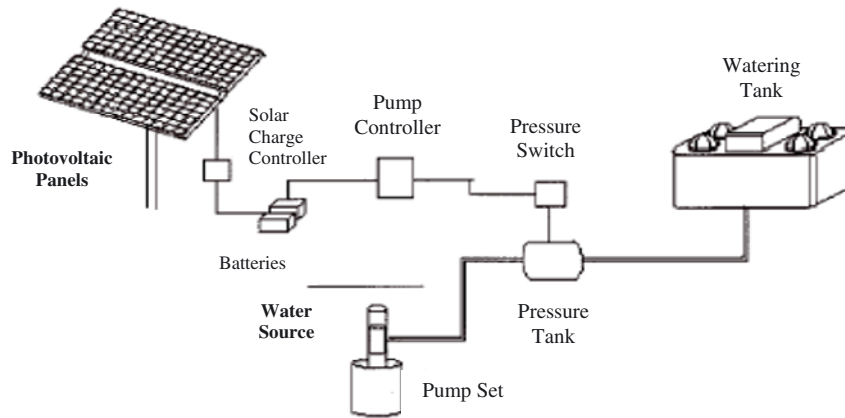 Watering
Tank
Solar
Charge
Controller
Pump
Controller
Pressure
Switch
Photovoltaic
Panels
Batteries
Water
Source
Pressure
Tank
Pump Set